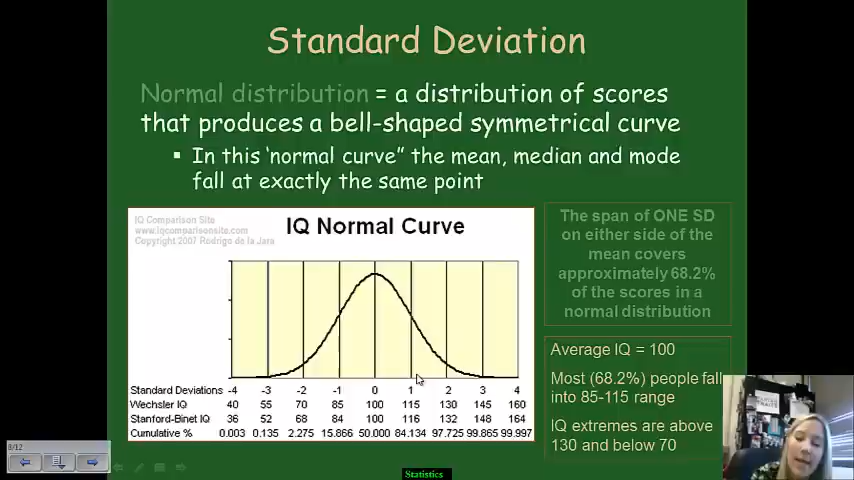 Standard Deviation
Normal distribution = a distribution of scores
that produces a bell-shaped symmetrical curve
▪ In this 'normal curve" the mean, median and mode
fall at exactly the same point
IQ Comparison Site
www.iqcomparisonsite.com
Copyright 2007 Rodrigo de la Jara
IQ Normal Curve
Standard Deviations -4 -3 -2 -1 0 1 2 3 4
Wechsler IQ 40 55 70 85 100 115 130 145 160
Stanford-Binet IQ 36 52 68 84 100 116 132 148 164
Cumulative % 0.003 0.135 2.275 15.866 50.000 84.134 97.725 99.865 99.997
The span of ONE SD
on either side of the
mean covers
approximately 68.2%
of the scores in a
normal distribution
Average IQ = 100
Most (68.2%) people fall
into 85-115 range
IQ extremes are above
130 and below 70
8/12
Statistics